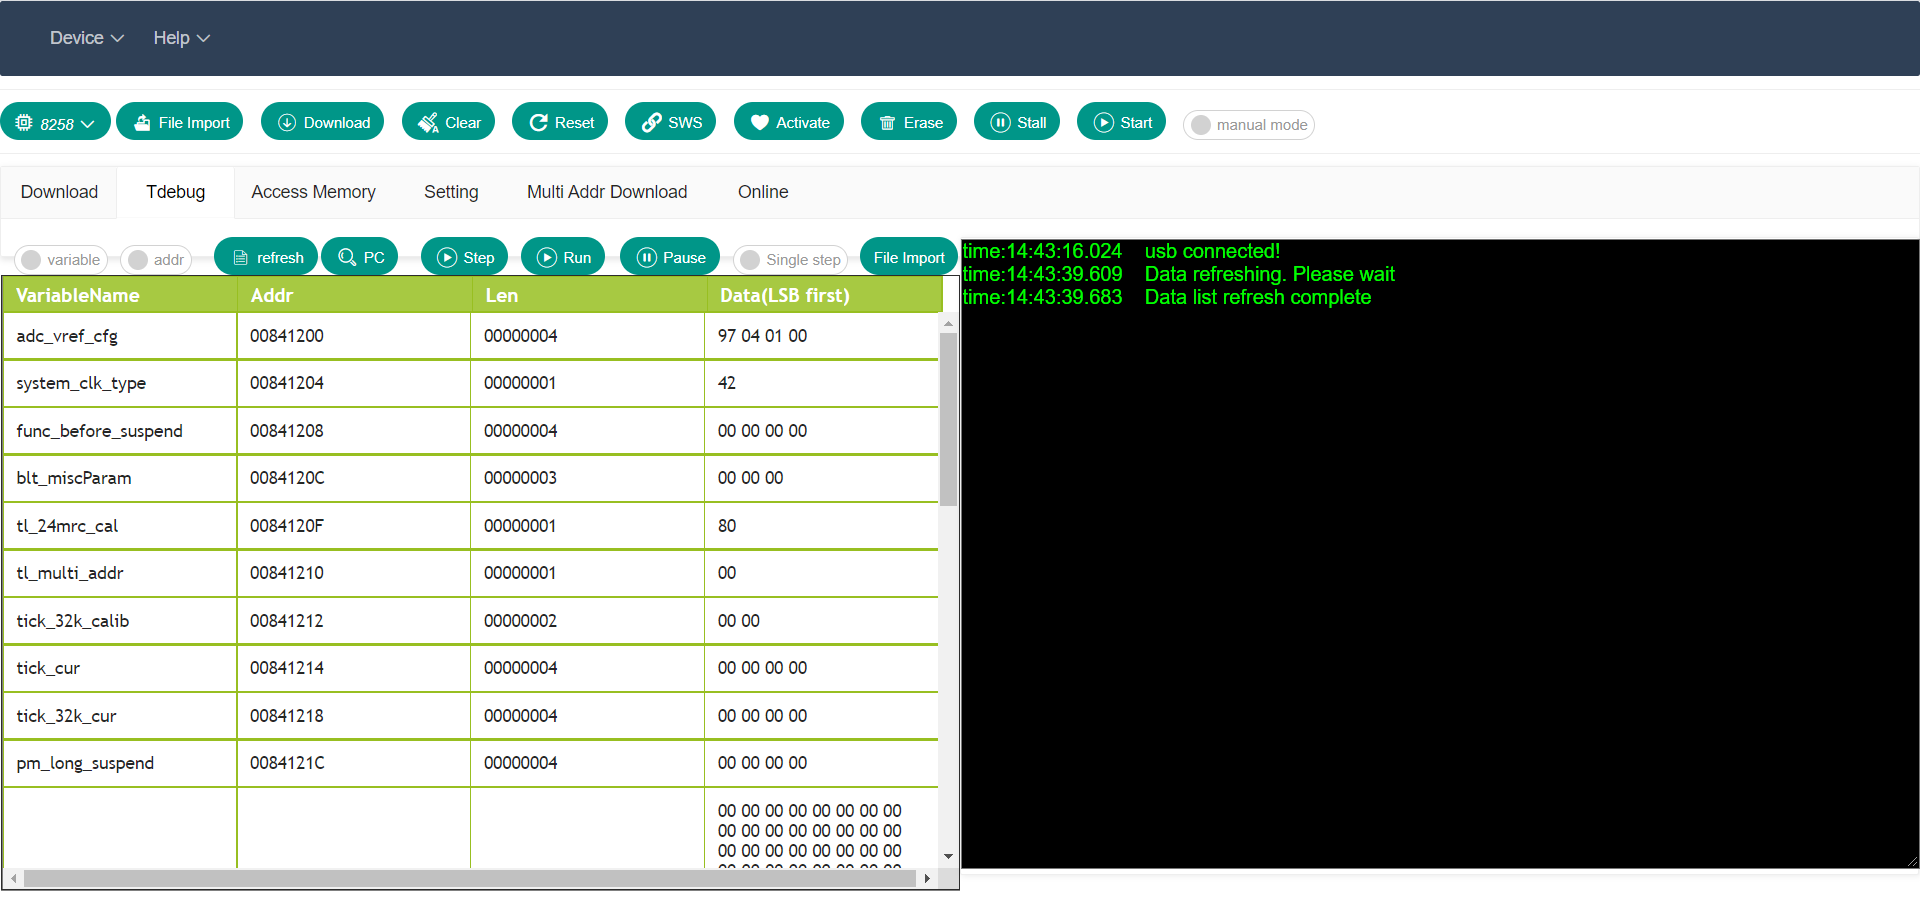 Device Help
8258 File Import Download Clear Reset SWS Activate Erase Stall Start manual mode
Download Tdebug Access Memory Setting Multi Addr Download Online
variable addr refresh PC Step Run Pause Single step File Import
VariableName Addr Len Data(LSB first)
adc_vref_cfg 00841200 00000004 97 04 01 00
system_clk_type 00841204 00000001 42
func_before_suspend 00841208 00000004 00 00 00 00
blt_miscParam 0084120C 00000003 00 00 00
tl_24mrc_cal 0084120F 00000001 80
tl_multi_addr 00841210 00000001 00
tick_32k_calib 00841212 00000002 00 00
tick_cur 00841214 00000004 00 00 00 00
tick_32k_cur 00841218 00000004 00 00 00 00
pm_long_suspend 0084121C 00000004 00 00 00 00
00 00 00 00 00 00 00 00
00 00 00 00 00 00 00 00
00 00 00 00 00 00 00 00
time:14:43:16.024 usb connected!
time:14:43:39.609 Data refreshing. Please wait
time:14:43:39.683 Data list refresh complete